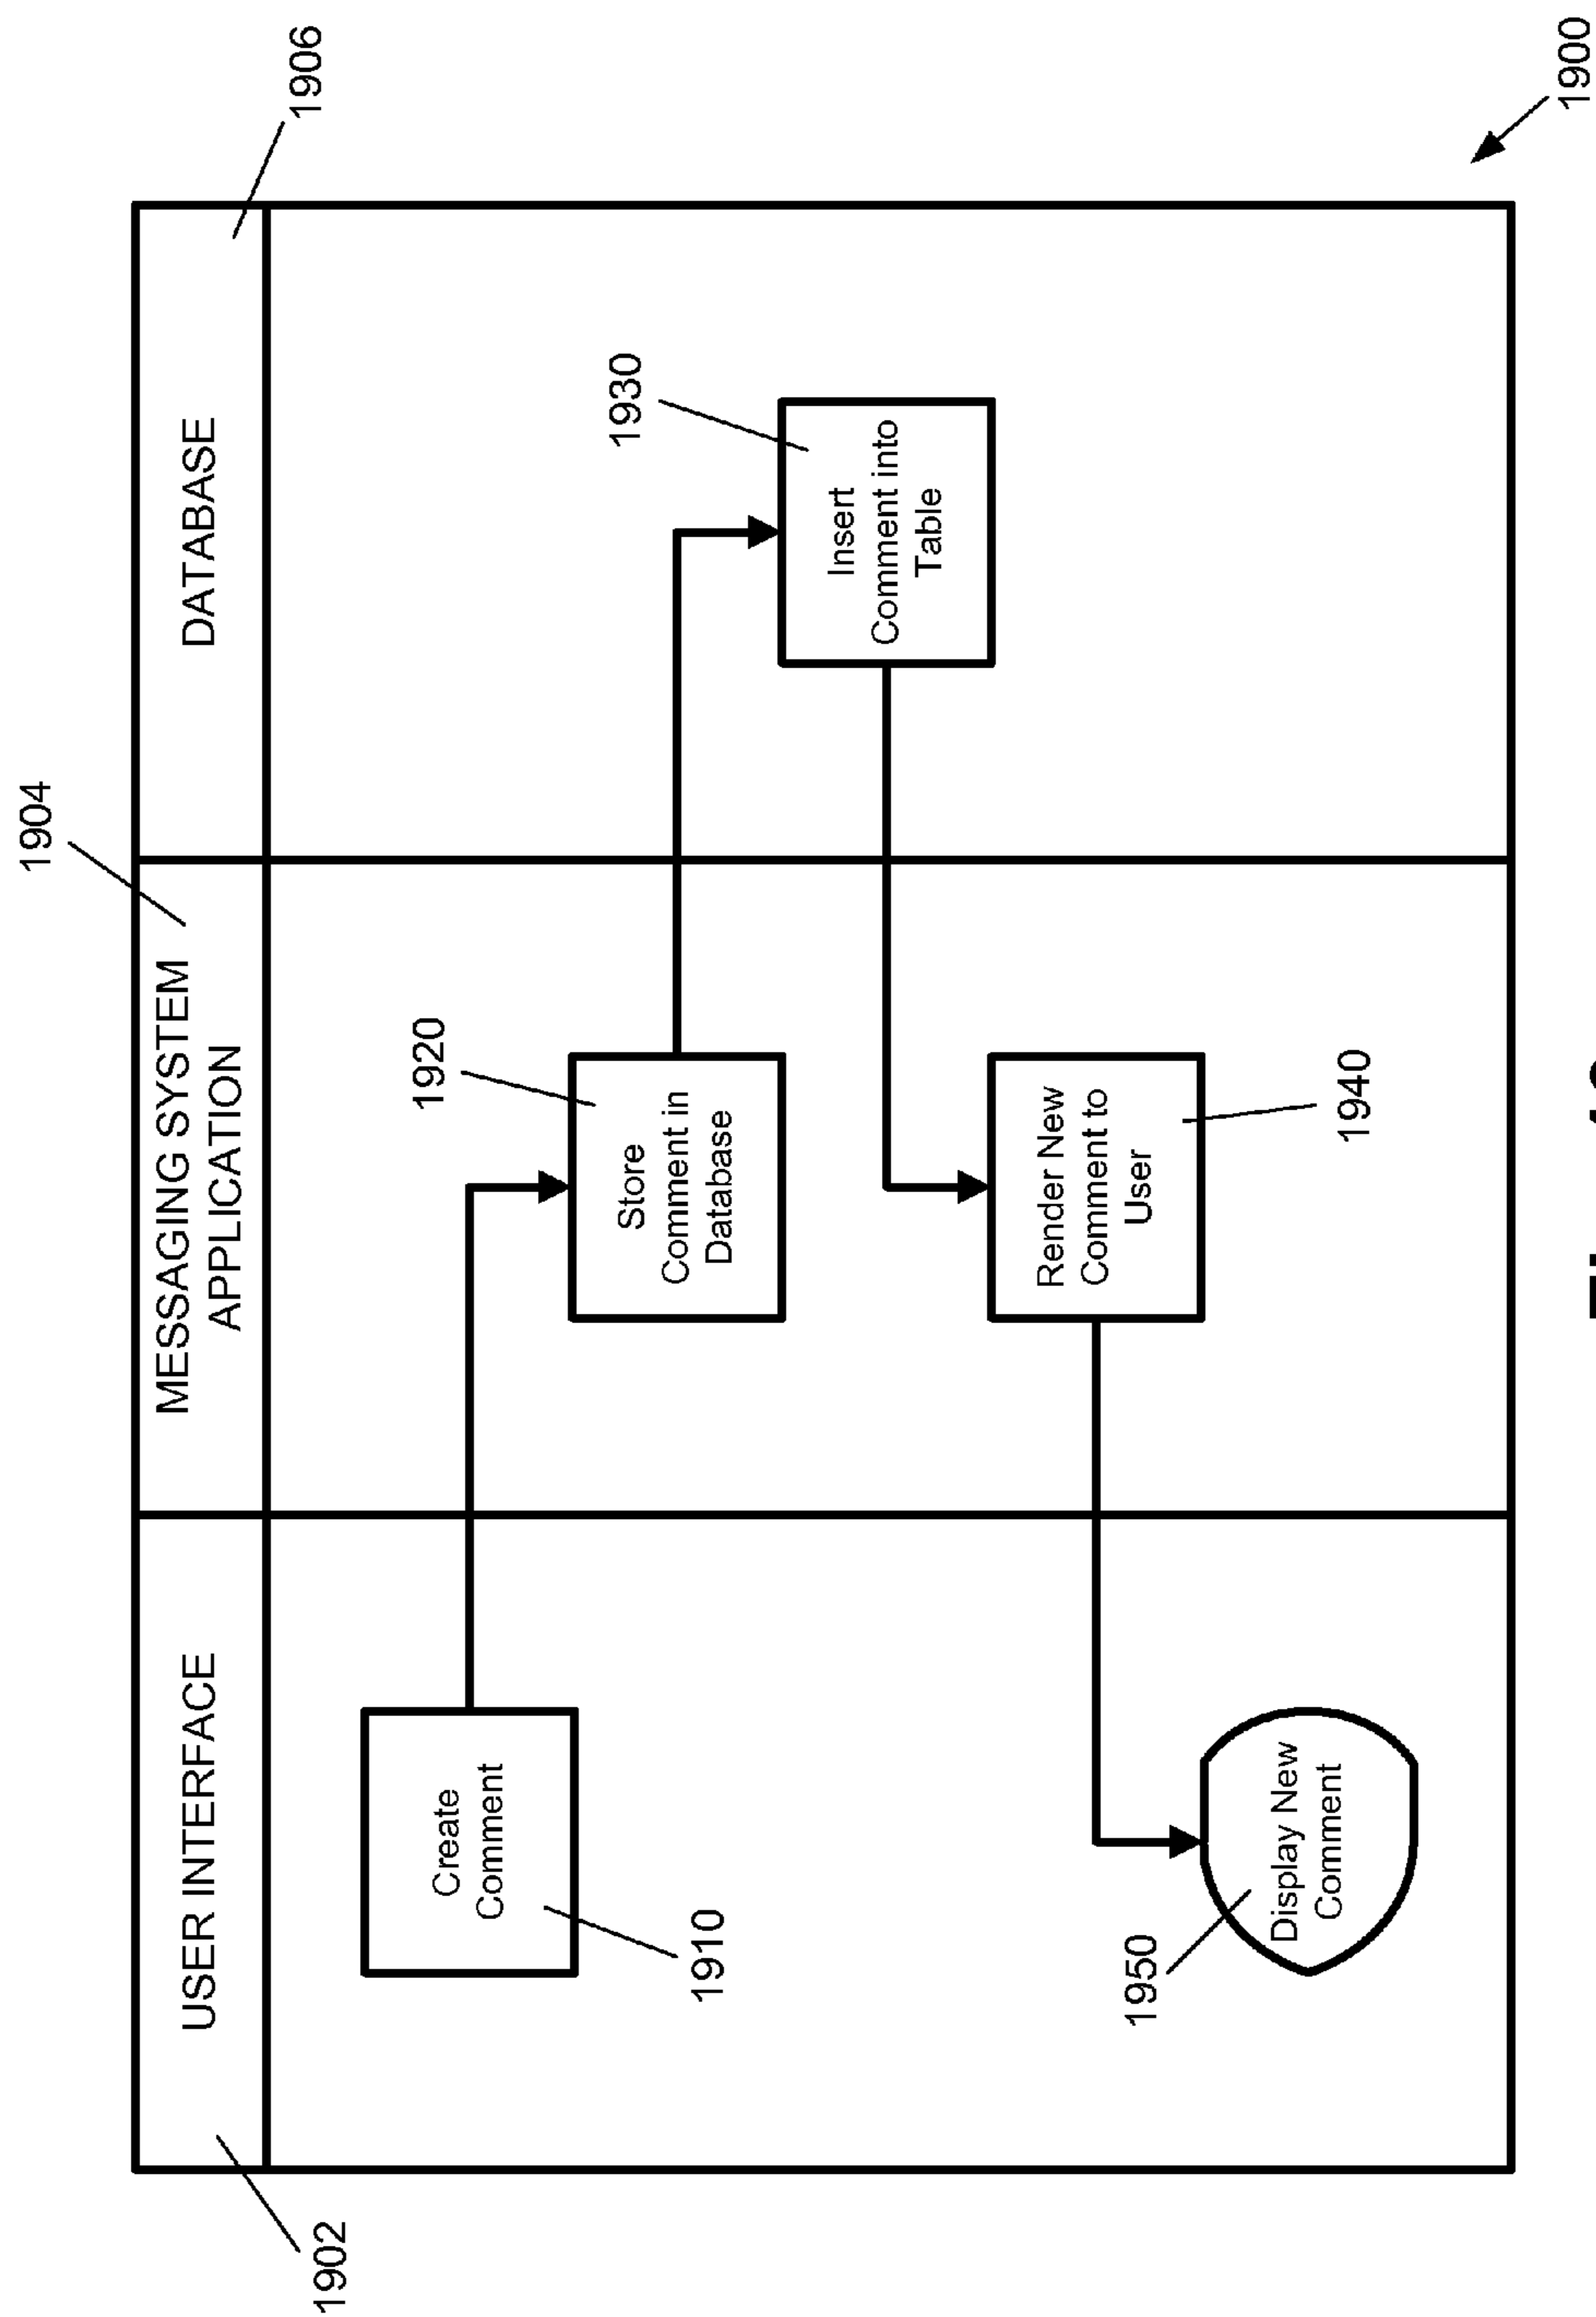 1904
1906
1902
USER INTERFACE
MESSAGING SYSTEM
APPLICATION
DATABASE
Create
Comment
1910
1920
Store
Comment in
Database
1930
Insert
Comment into
Table
Render New
Comment to
User
1940
1950
Display New
Comment
1900